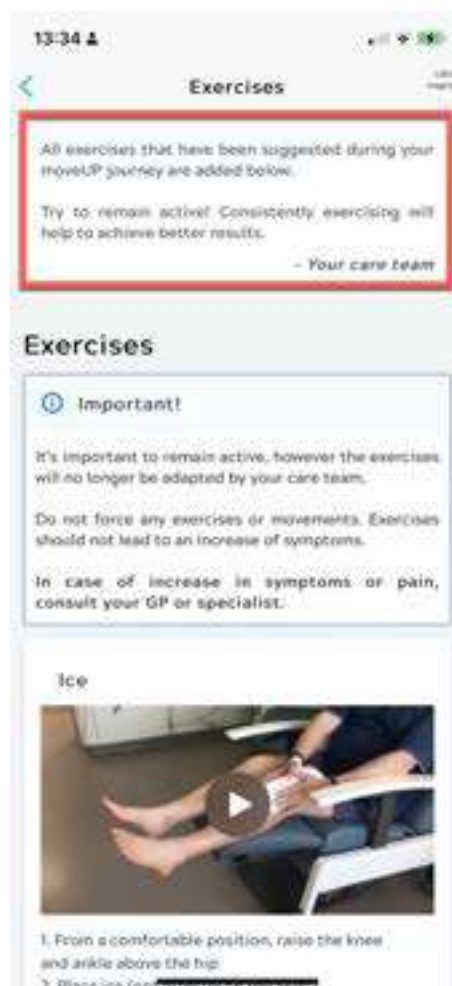 13:34
Exercises
All exercises that have been suggested during your
moveUP journey are added below.
Try to remain active! Consistently exercising will
help to achieve better results.
- Your care team
Exercises
Important!
It's important to remain active, however the exercises
will no longer be adapted by your care team.
Do not force any exercises or movements. Exercises
should not lead to an increase of symptoms.
In case of increase in symptoms or pain,
consult your GP or specialist.
Ice
1. From a comfortable position, raise the knee
and ankle above the hip
2. Place ice